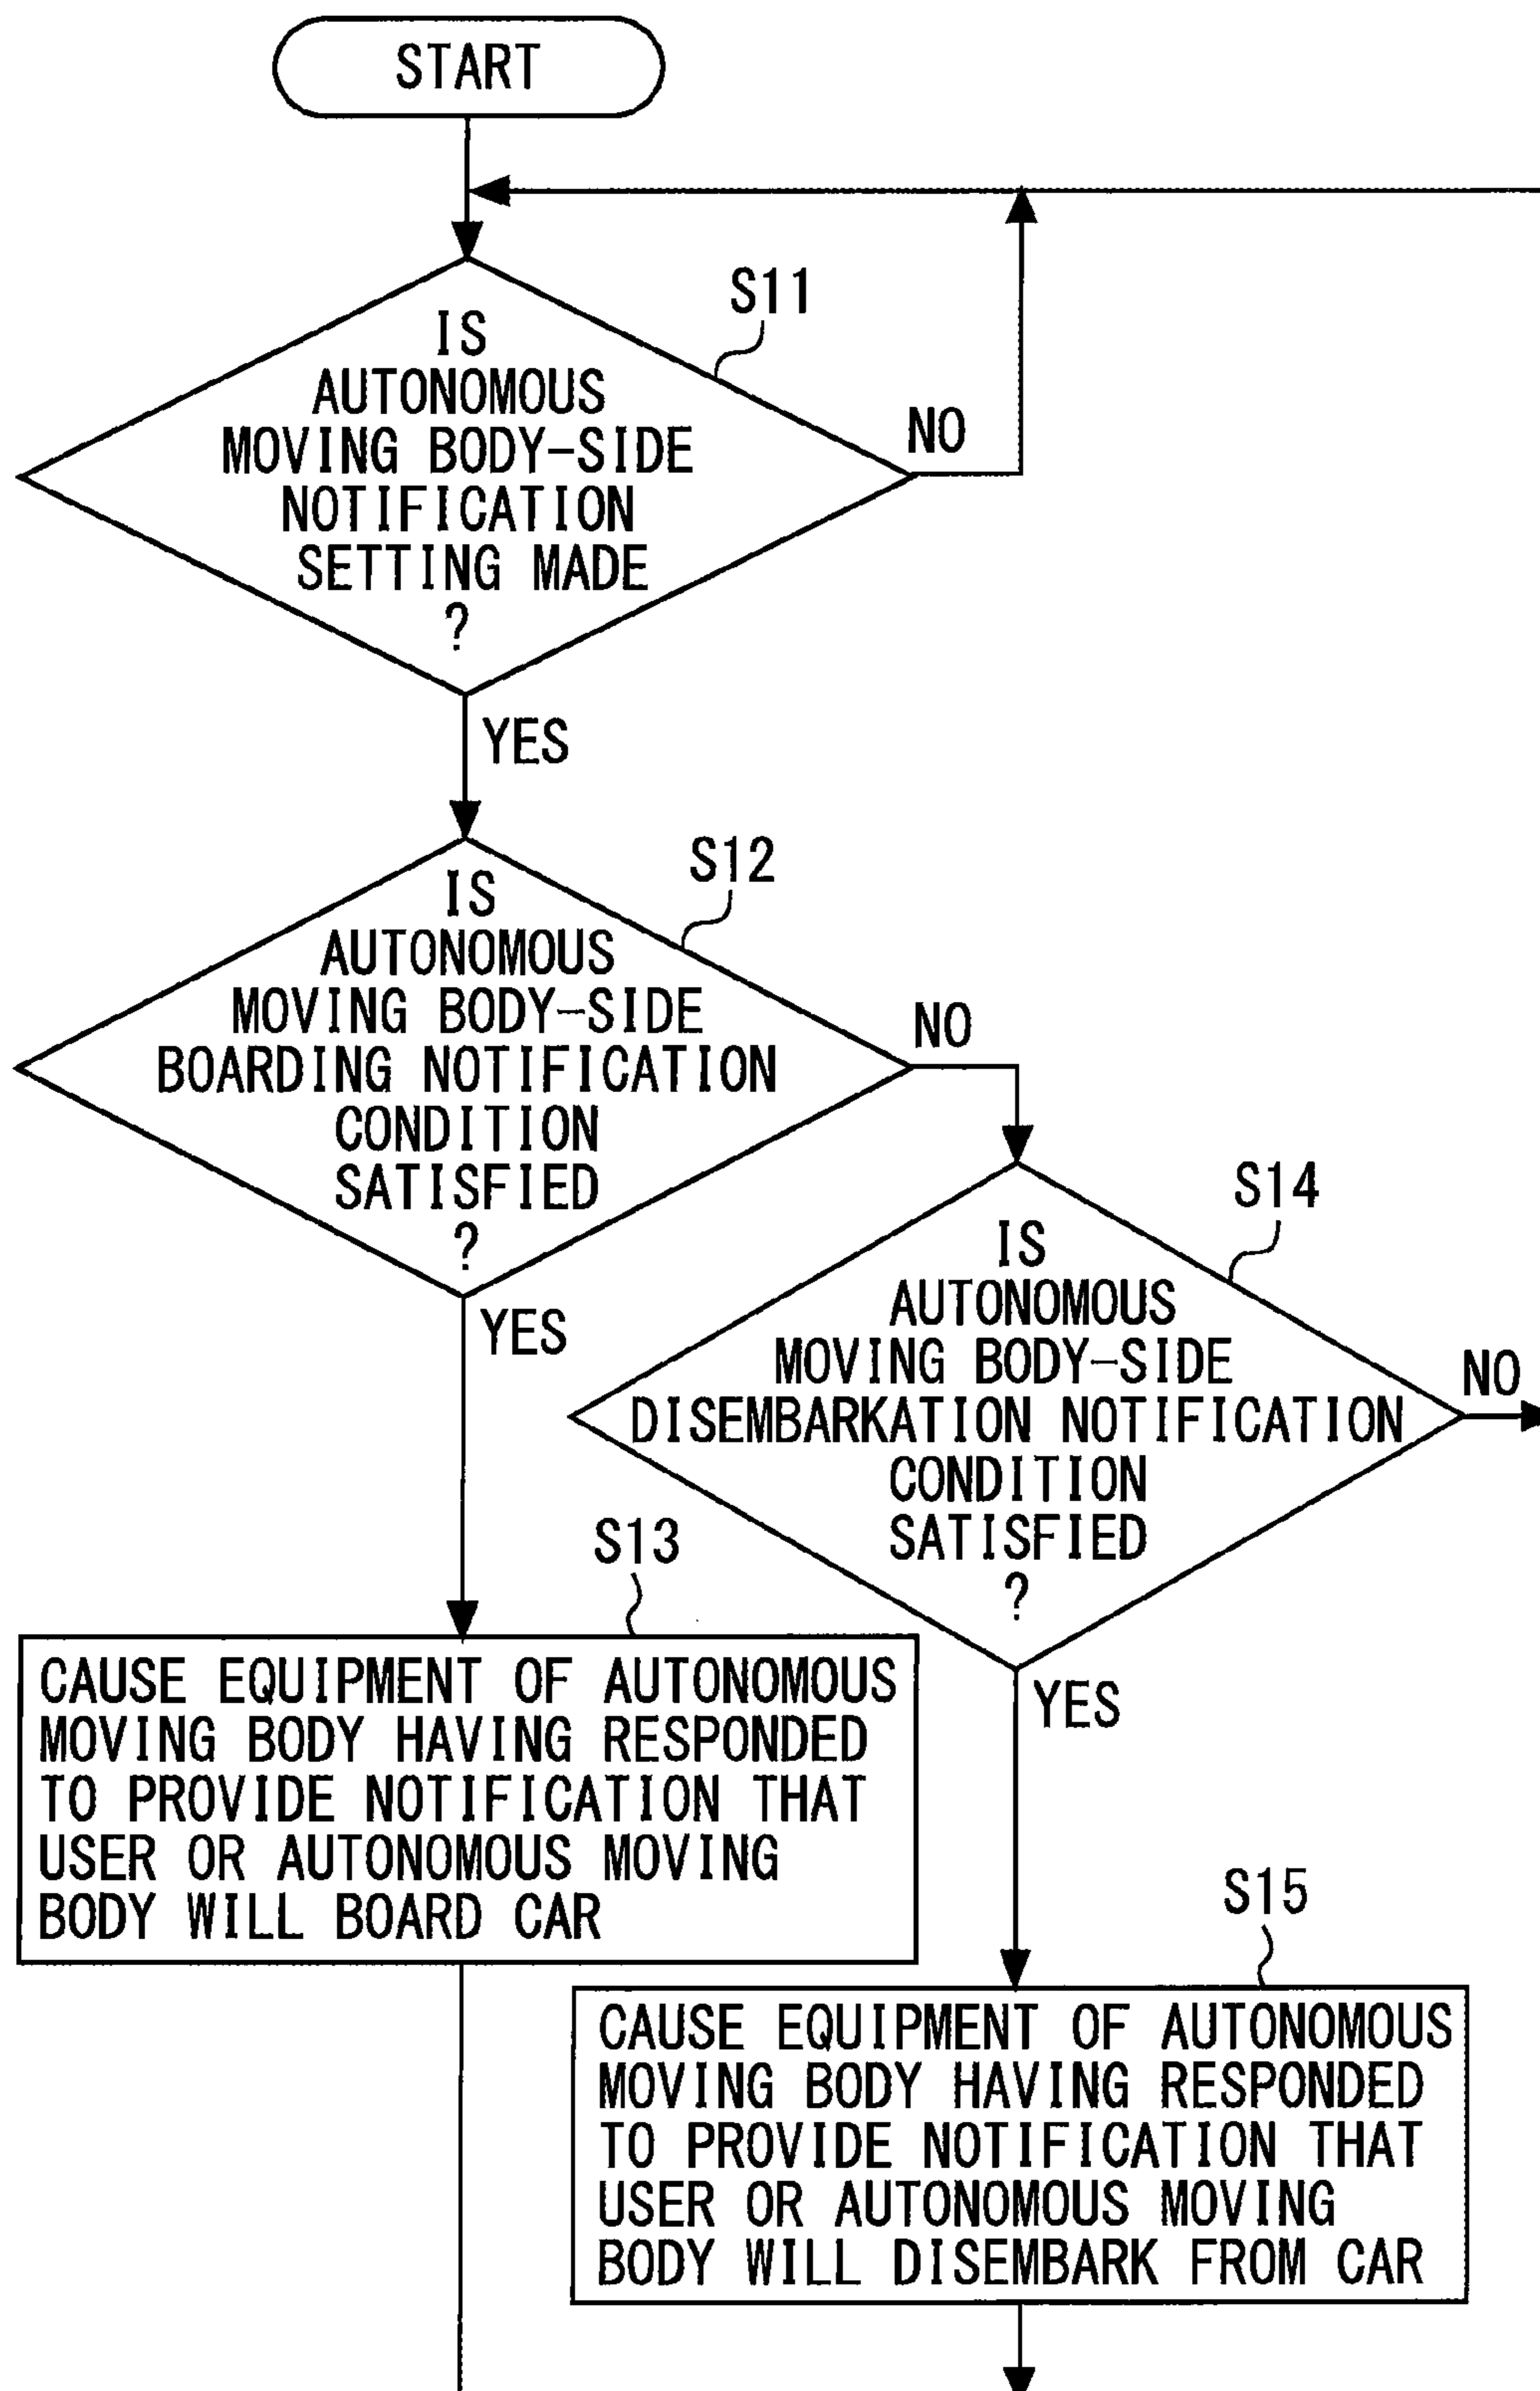 START
S11
IS
AUTONOMOUS
MOVING BODY-SIDE
NOTIFICATION
SETTING MADE
?
NO
YES
S12
IS
AUTONOMOUS
MOVING BODY-SIDE
BOARDING NOTIFICATION
CONDITION
SATISFIED
?
NO
YES
S14
IS
AUTONOMOUS
MOVING BODY-SIDE
DISEMBARKATION NOTIFICATION
CONDITION
SATISFIED
?
NO
YES
S13
CAUSE EQUIPMENT OF AUTONOMOUS
MOVING BODY HAVING RESPONDED
TO PROVIDE NOTIFICATION THAT
USER OR AUTONOMOUS MOVING
BODY WILL BOARD CAR
S15
CAUSE EQUIPMENT OF AUTONOMOUS
MOVING BODY HAVING RESPONDED
TO PROVIDE NOTIFICATION THAT
USER OR AUTONOMOUS MOVING
BODY WILL DISEMBARK FROM CAR